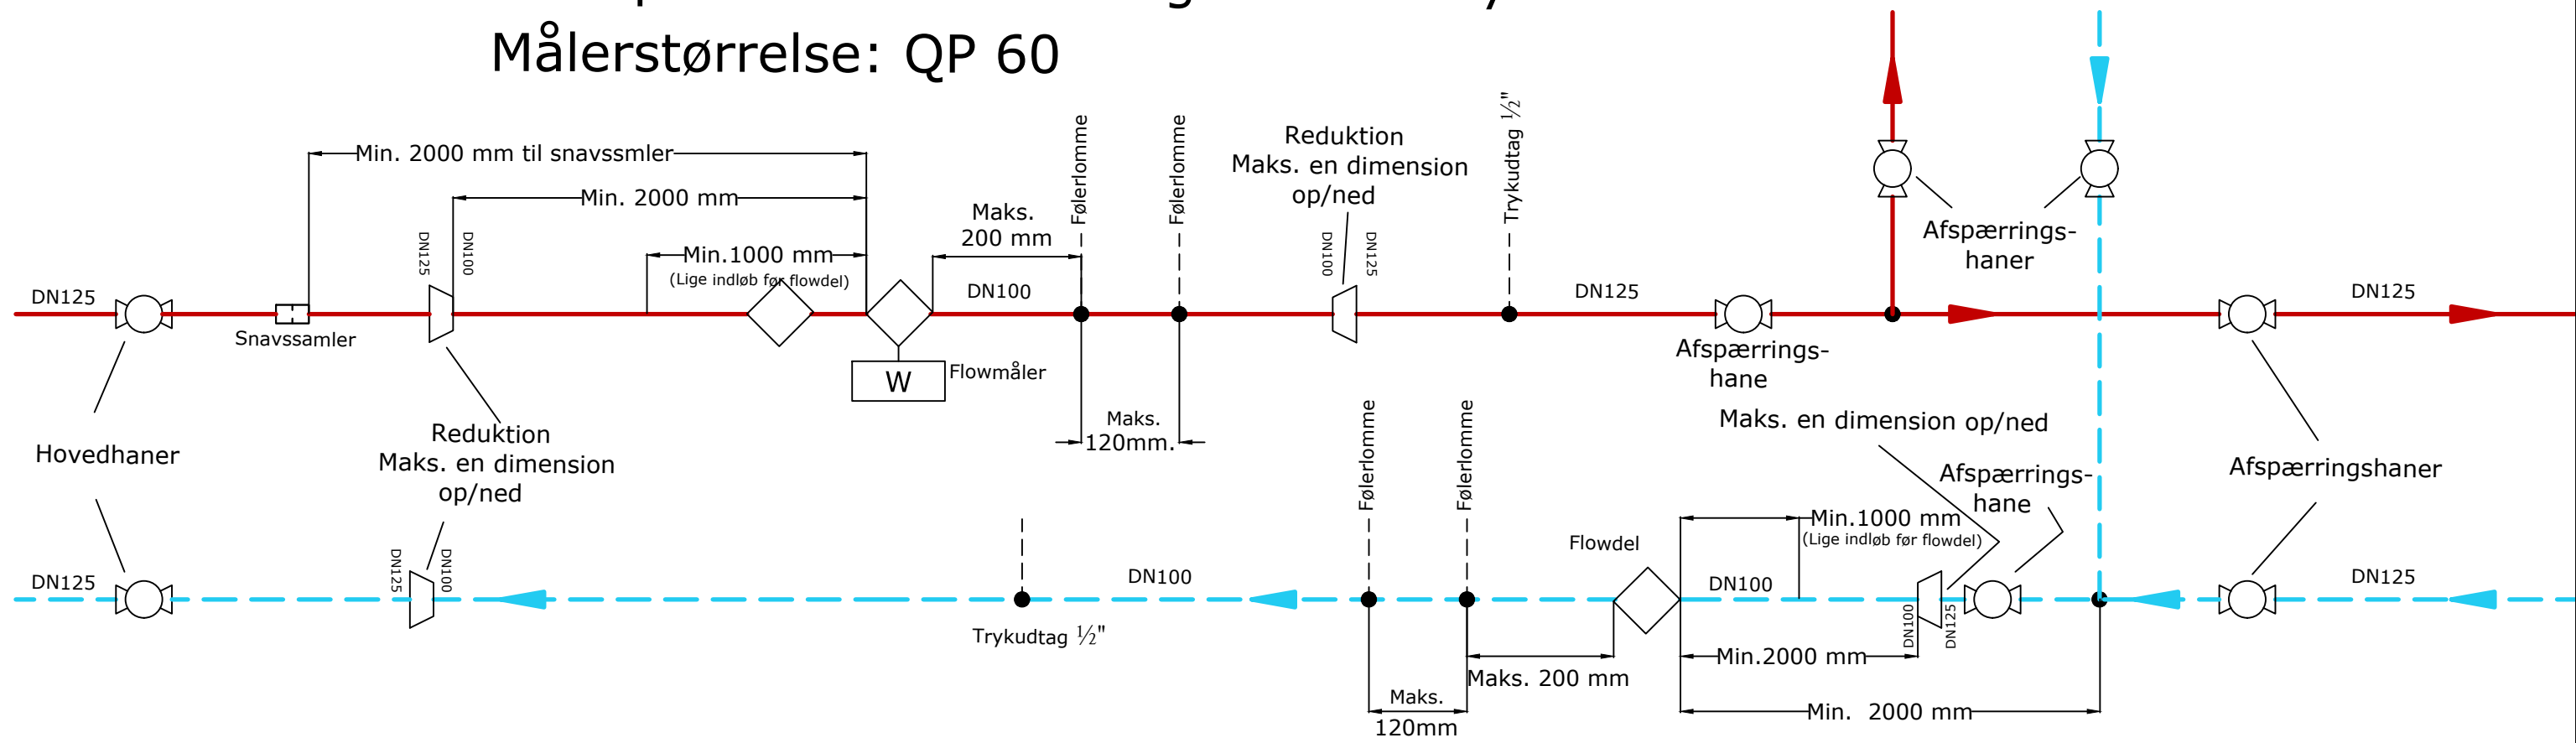 Målerstørrelse: QP 60
Min. 2000 mm til snavssmler
Min. 2000 mm
Min.1000 mm
(Lige indløb før flowdel)
Maks.
200 mm
Følerlomme
Følerlomme
Reduktion
Maks. en dimension
op/ned
Trykudtag ½"
Afspærrings-
haner
DN125
DN125
DN100
DN100
DN100
DN125
DN125
DN125
Snavssamler
W
Flowmåler
Afspærrings-
hane
Maks.
120mm.
Hovedhaner
Reduktion
Maks. en dimension
op/ned
Følerlomme
Følerlomme
Maks. en dimension op/ned
Afspærrings-
hane
Afspærringshaner
Min.1000 mm
(Lige indløb før flowdel)
Flowdel
DN125
DN125
DN100
DN100
DN100
DN100
DN125
DN125
Trykudtag ½"
Maks. 200 mm
Min.2000 mm
Maks.
120mm
Min. 2000 mm